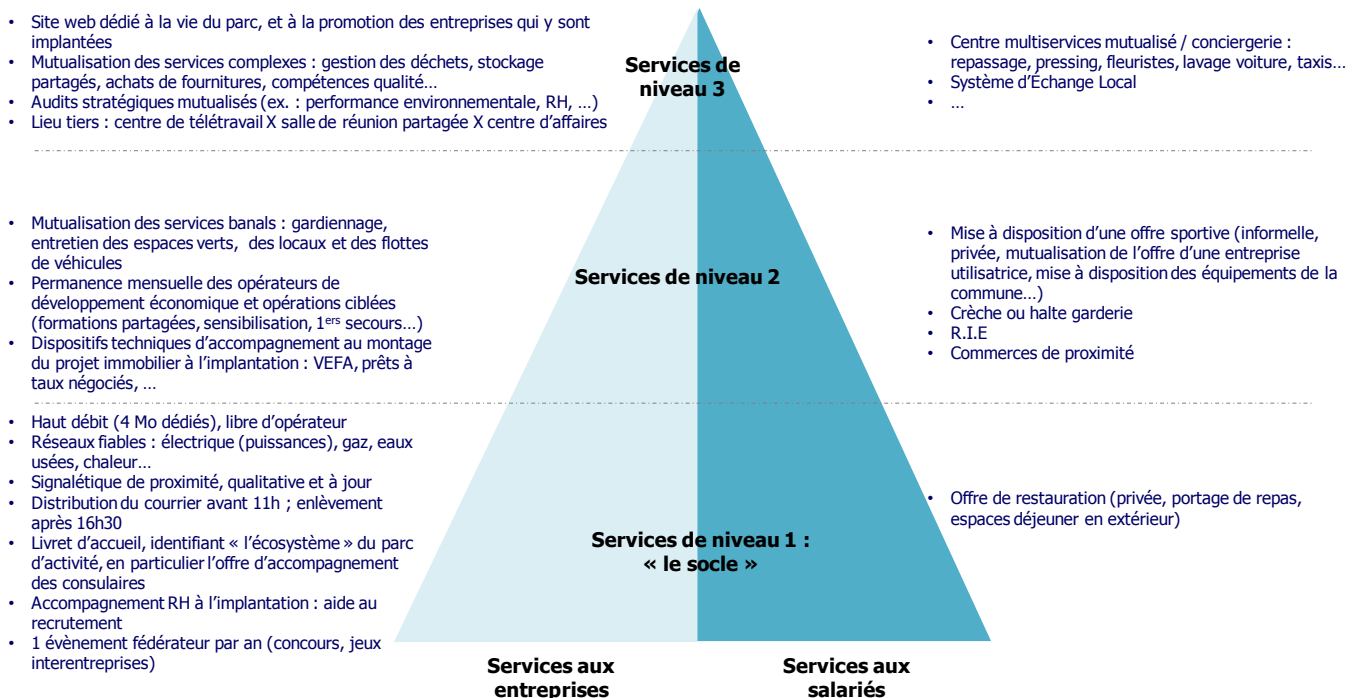 • Site web dédié à la vie du parc, et à la promotion des entreprises qui y sont
implantées
• Mutualisation des services complexes : gestion des déchets, stockage
partagés, achats de fournitures, compétences qualité…
• Audits stratégiques mutualisés (ex. : performance environnementale, RH, …)
• Lieu tiers : centre de télétravail X salle de réunion partagée X centre d’affaires
Services de
niveau 3
• Centre multiservices mutualisé / conciergerie :
repassage, pressing, fleuristes, lavage voiture, taxis…
• Système d’Échange Local
• …
• Mutualisation des services banals : gardiennage,
entretien des espaces verts, des locaux et des flottes
de véhicules
• Permanence mensuelle des opérateurs de
développement économique et opérations ciblées
(formations partagées, sensibilisation, 1ers secours…)
• Dispositifs techniques d’accompagnement au montage
du projet immobilier à l’implantation : VEFA, prêts à
taux négociés, …
Services de niveau 2
• Mise à disposition d’une offre sportive (informelle,
privée, mutualisation de l’offre d’une entreprise
utilisatrice, mise à disposition des équipements de la
commune…)
• Crèche ou halte garderie
• R.I.E
• Commerces de proximité
• Haut débit (4 Mo dédiés), libre d’opérateur
• Réseaux fiables : électrique (puissances), gaz, eaux
usées, chaleur…
• Signalétique de proximité, qualitative et à jour
• Distribution du courrier avant 11h ; enlèvement
après 16h30
• Livret d’accueil, identifiant « l’écosystème » du parc
d’activité, en particulier l’offre d’accompagnement
des consulaires
• Accompagnement RH à l’implantation : aide au
recrutement
• 1 évènement fédérateur par an (concours, jeux
interentreprises)
Services de niveau 1 :
« le socle »
• Offre de restauration (privée, portage de repas,
espaces déjeuner en extérieur)
Services aux
entreprises
Services aux
salariés